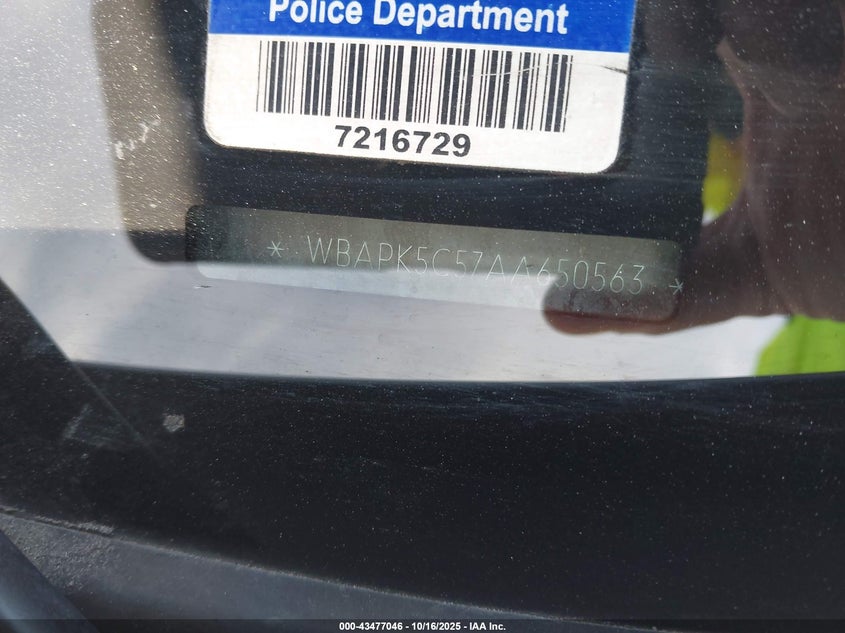 Police Department
7216729
* WBAPK5C57AA650563 *
000-43477046 - 10/16/2025 - IAA Inc.